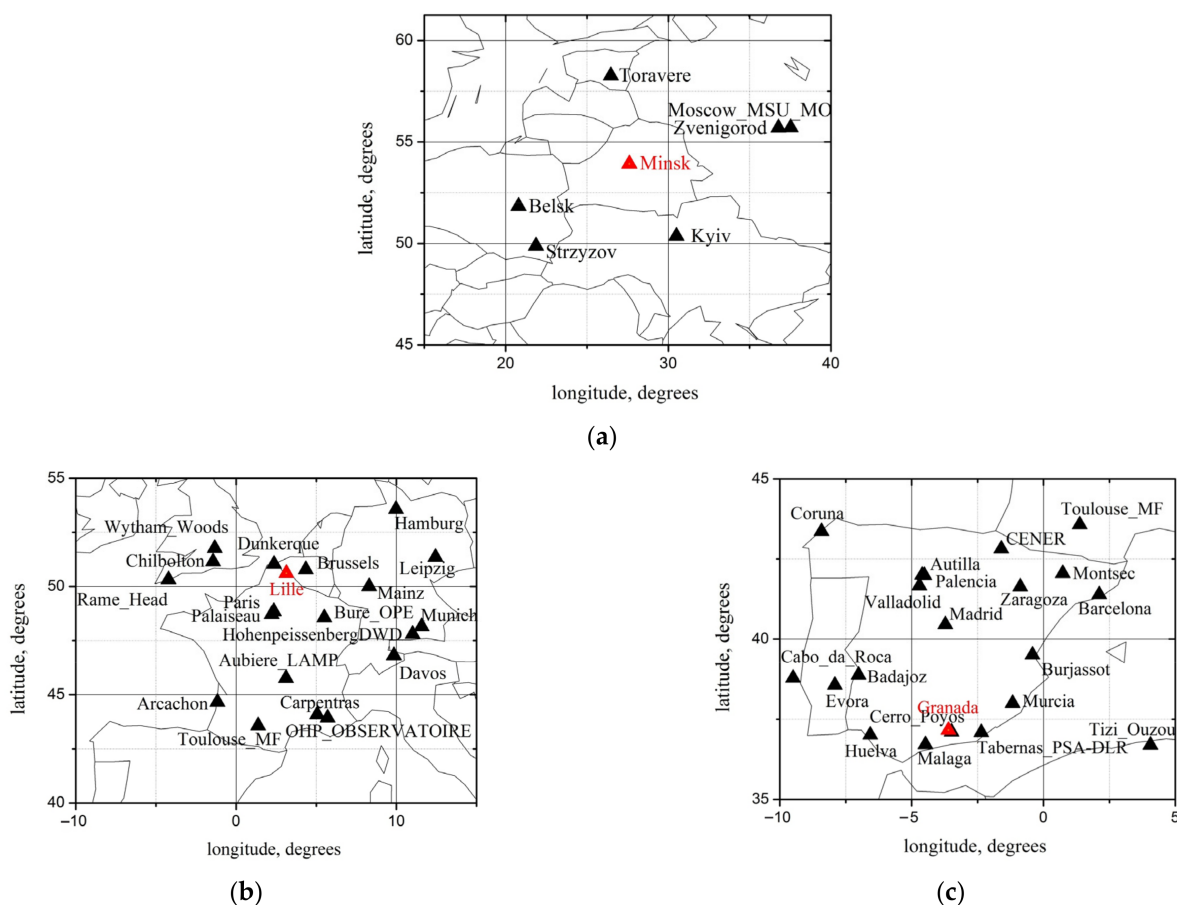 60
55
50
45
20
30
40
latitude, degrees
longitude, degrees
Toravere
Moscow_MSU_MO
Zvenigorod
Minsk
Belsk
Kyiv
Strzyzov
(a)
55
50
45
40
−10
0
10
latitude, degrees
longitude, degrees
Hamburg
Wytham_Woods
Dunkerque
Chilbolton
Brussels
Leipzig
Lille
Rame_Head
Mainz
Paris
Bure_OPE
Munich
Palaiseau
HohenpeissenbergDWD
Aubiere_LAMP
Davos
Arcachon
Carpentras
OHP_OBSERVATOIRE
Toulouse_MF
(b)
45
40
35
−10
−5
0
5
latitude, degrees
longitude, degrees
Coruna
Toulouse_MF
CENER
Autilla
Palencia
Montsec
Valladolid
Zaragoza
Barcelona
Madrid
Cabo_da_Roca
Burjassot
Badajoz
Evora
Murcia
Granada
Cerro_Poyos
Tizi_Ouzou
Huelva
Malaga
Tabernas_PSA-DLR
(c)